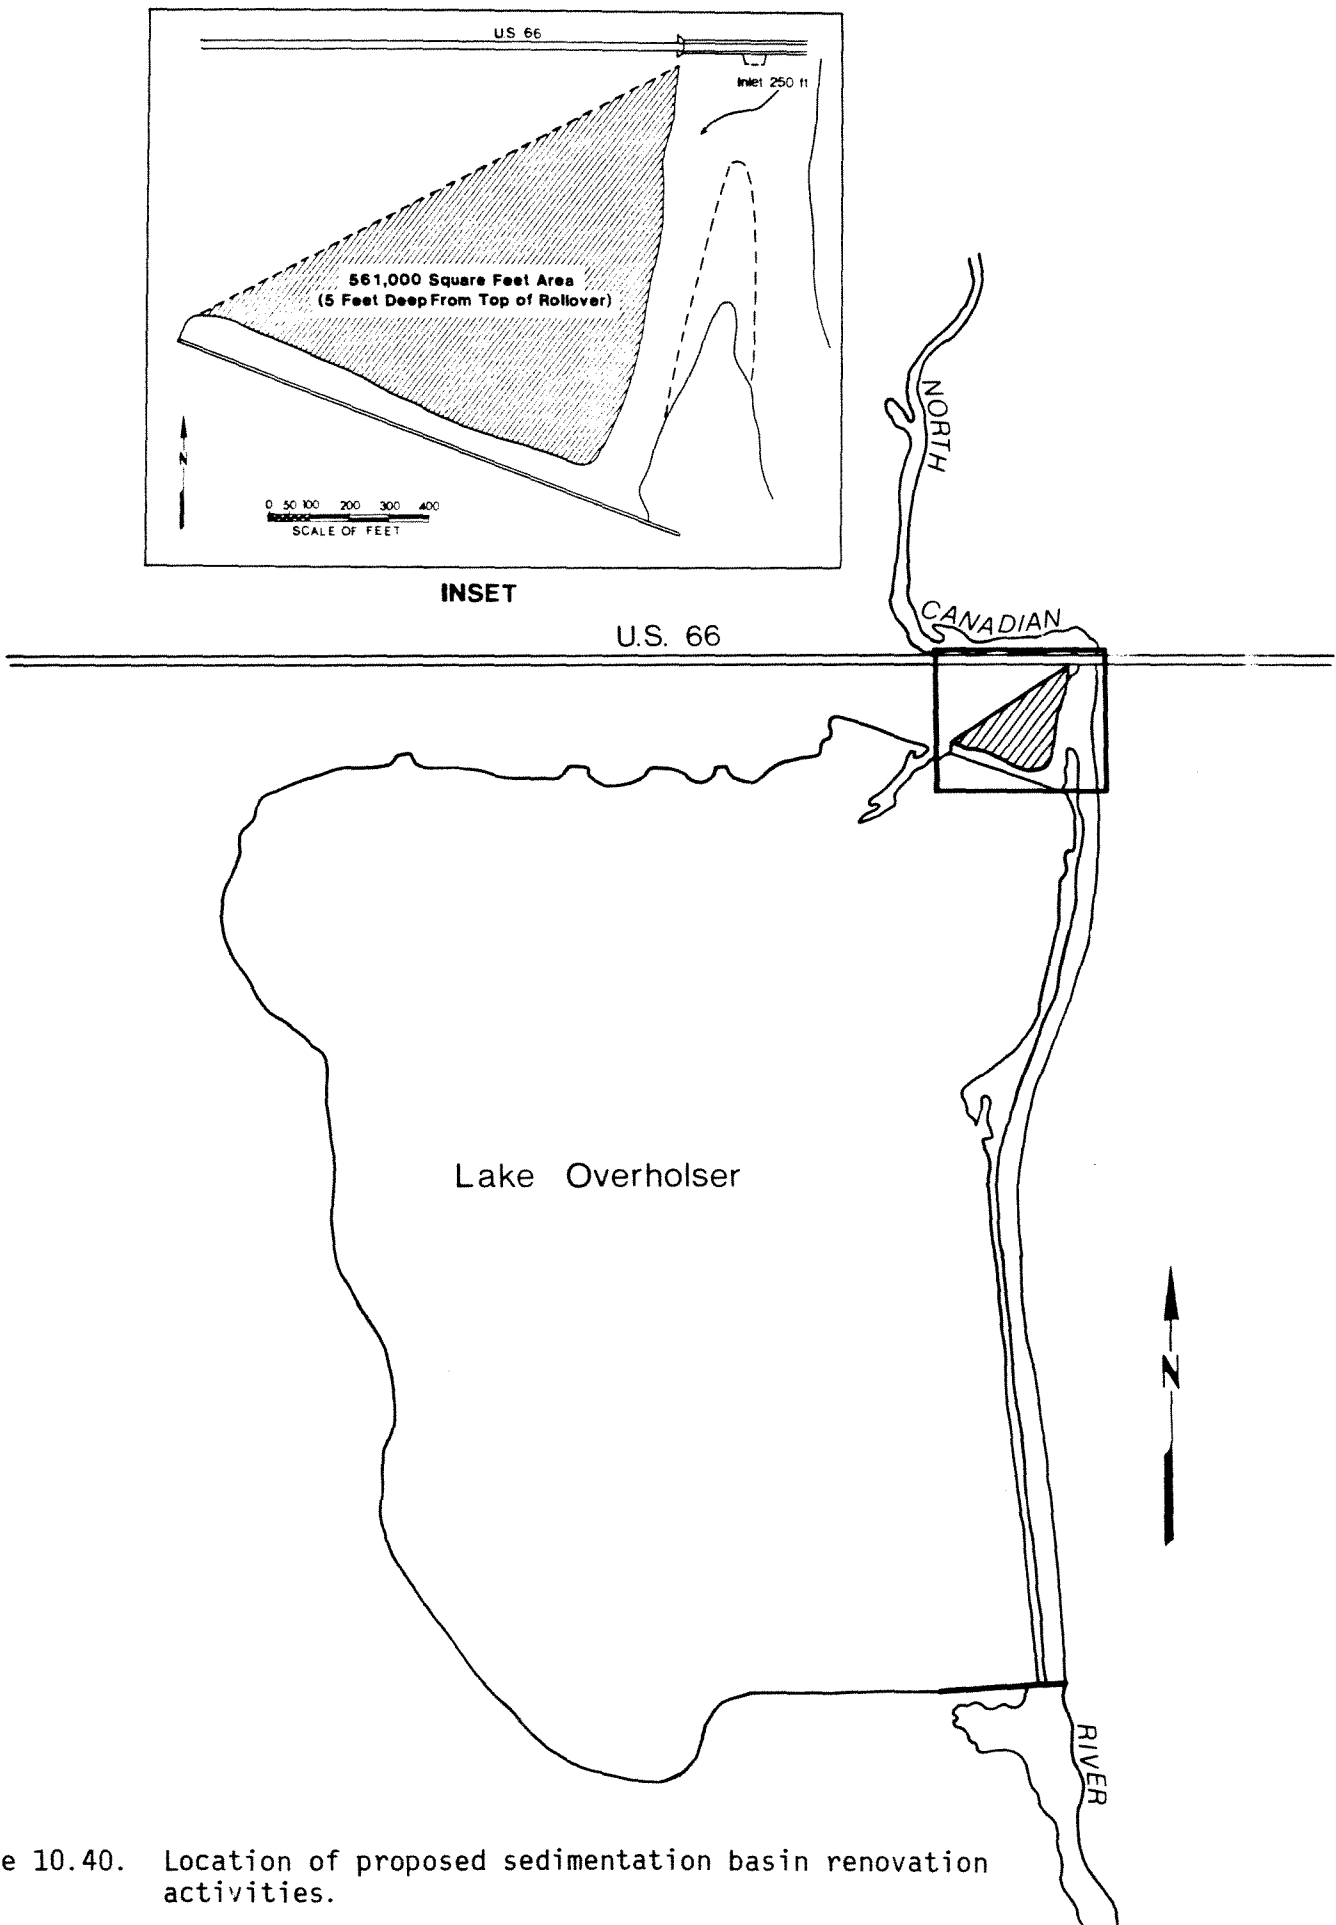 U.S 66
Inlet 250 ft
561,000 Square Feet Area
(5 Feet Deep From Top of Rollover)
N
0 50 100 200 300 400
SCALE OF FEET
INSET
NORTH
CANADIAN
U.S. 66
Lake Overholser
N
RIVER
e 10.40. Location of proposed sedimentation basin renovation
activities.